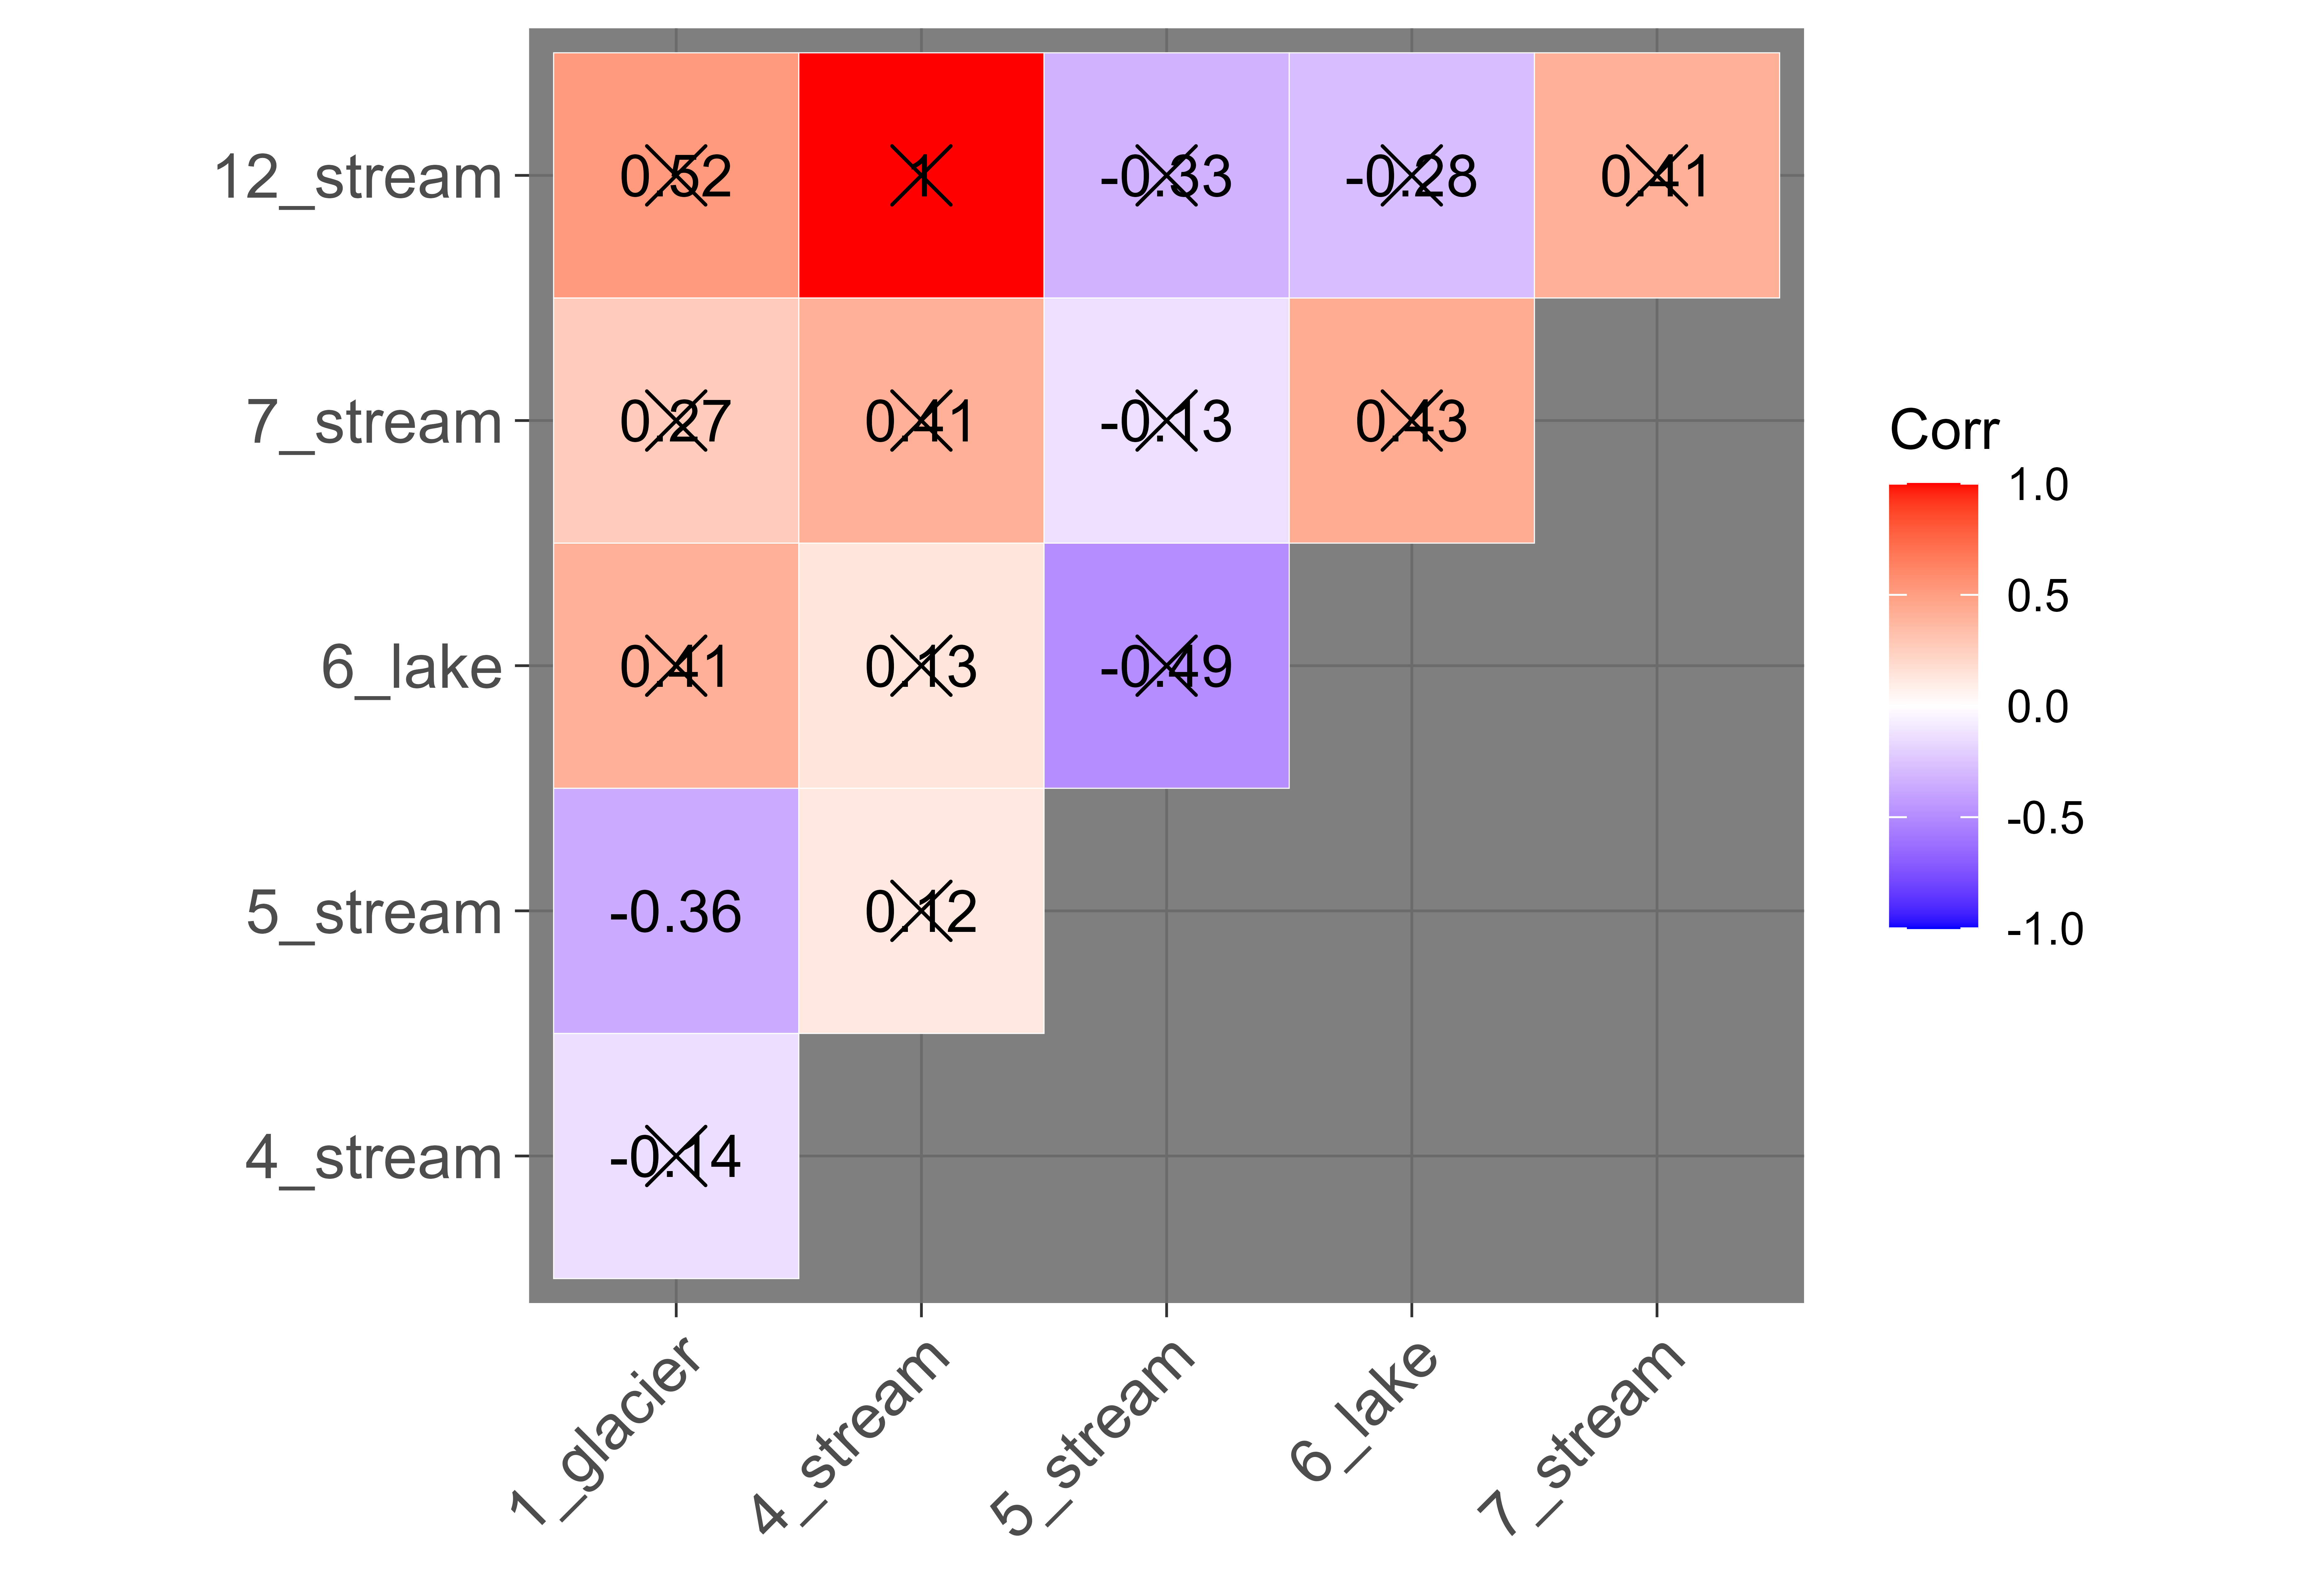 12_stream
0.52 1 -0.33 -0.28 0.41
7_stream
0.27 0.41 -0.13 0.43
6_lake
0.41 0.13 -0.49
5_stream
-0.36 0.12
4_stream
-0.14
1_glacier
4_stream
5_stream
6_lake
7_stream
Corr
1.0
0.5
0.0
-0.5
-1.0